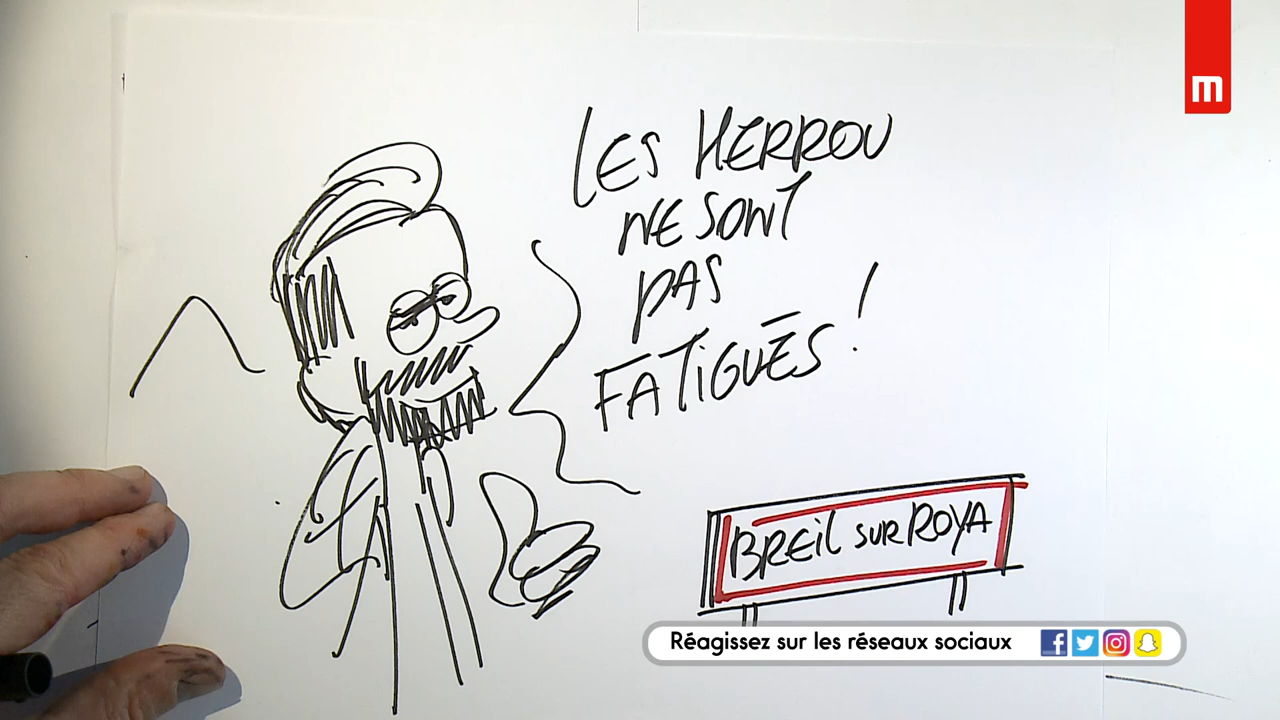 m
LES HERROU
NE SONT
PAS
FATIGUÉS !
BREIL SUR ROYA
Réagissez sur les réseaux sociaux